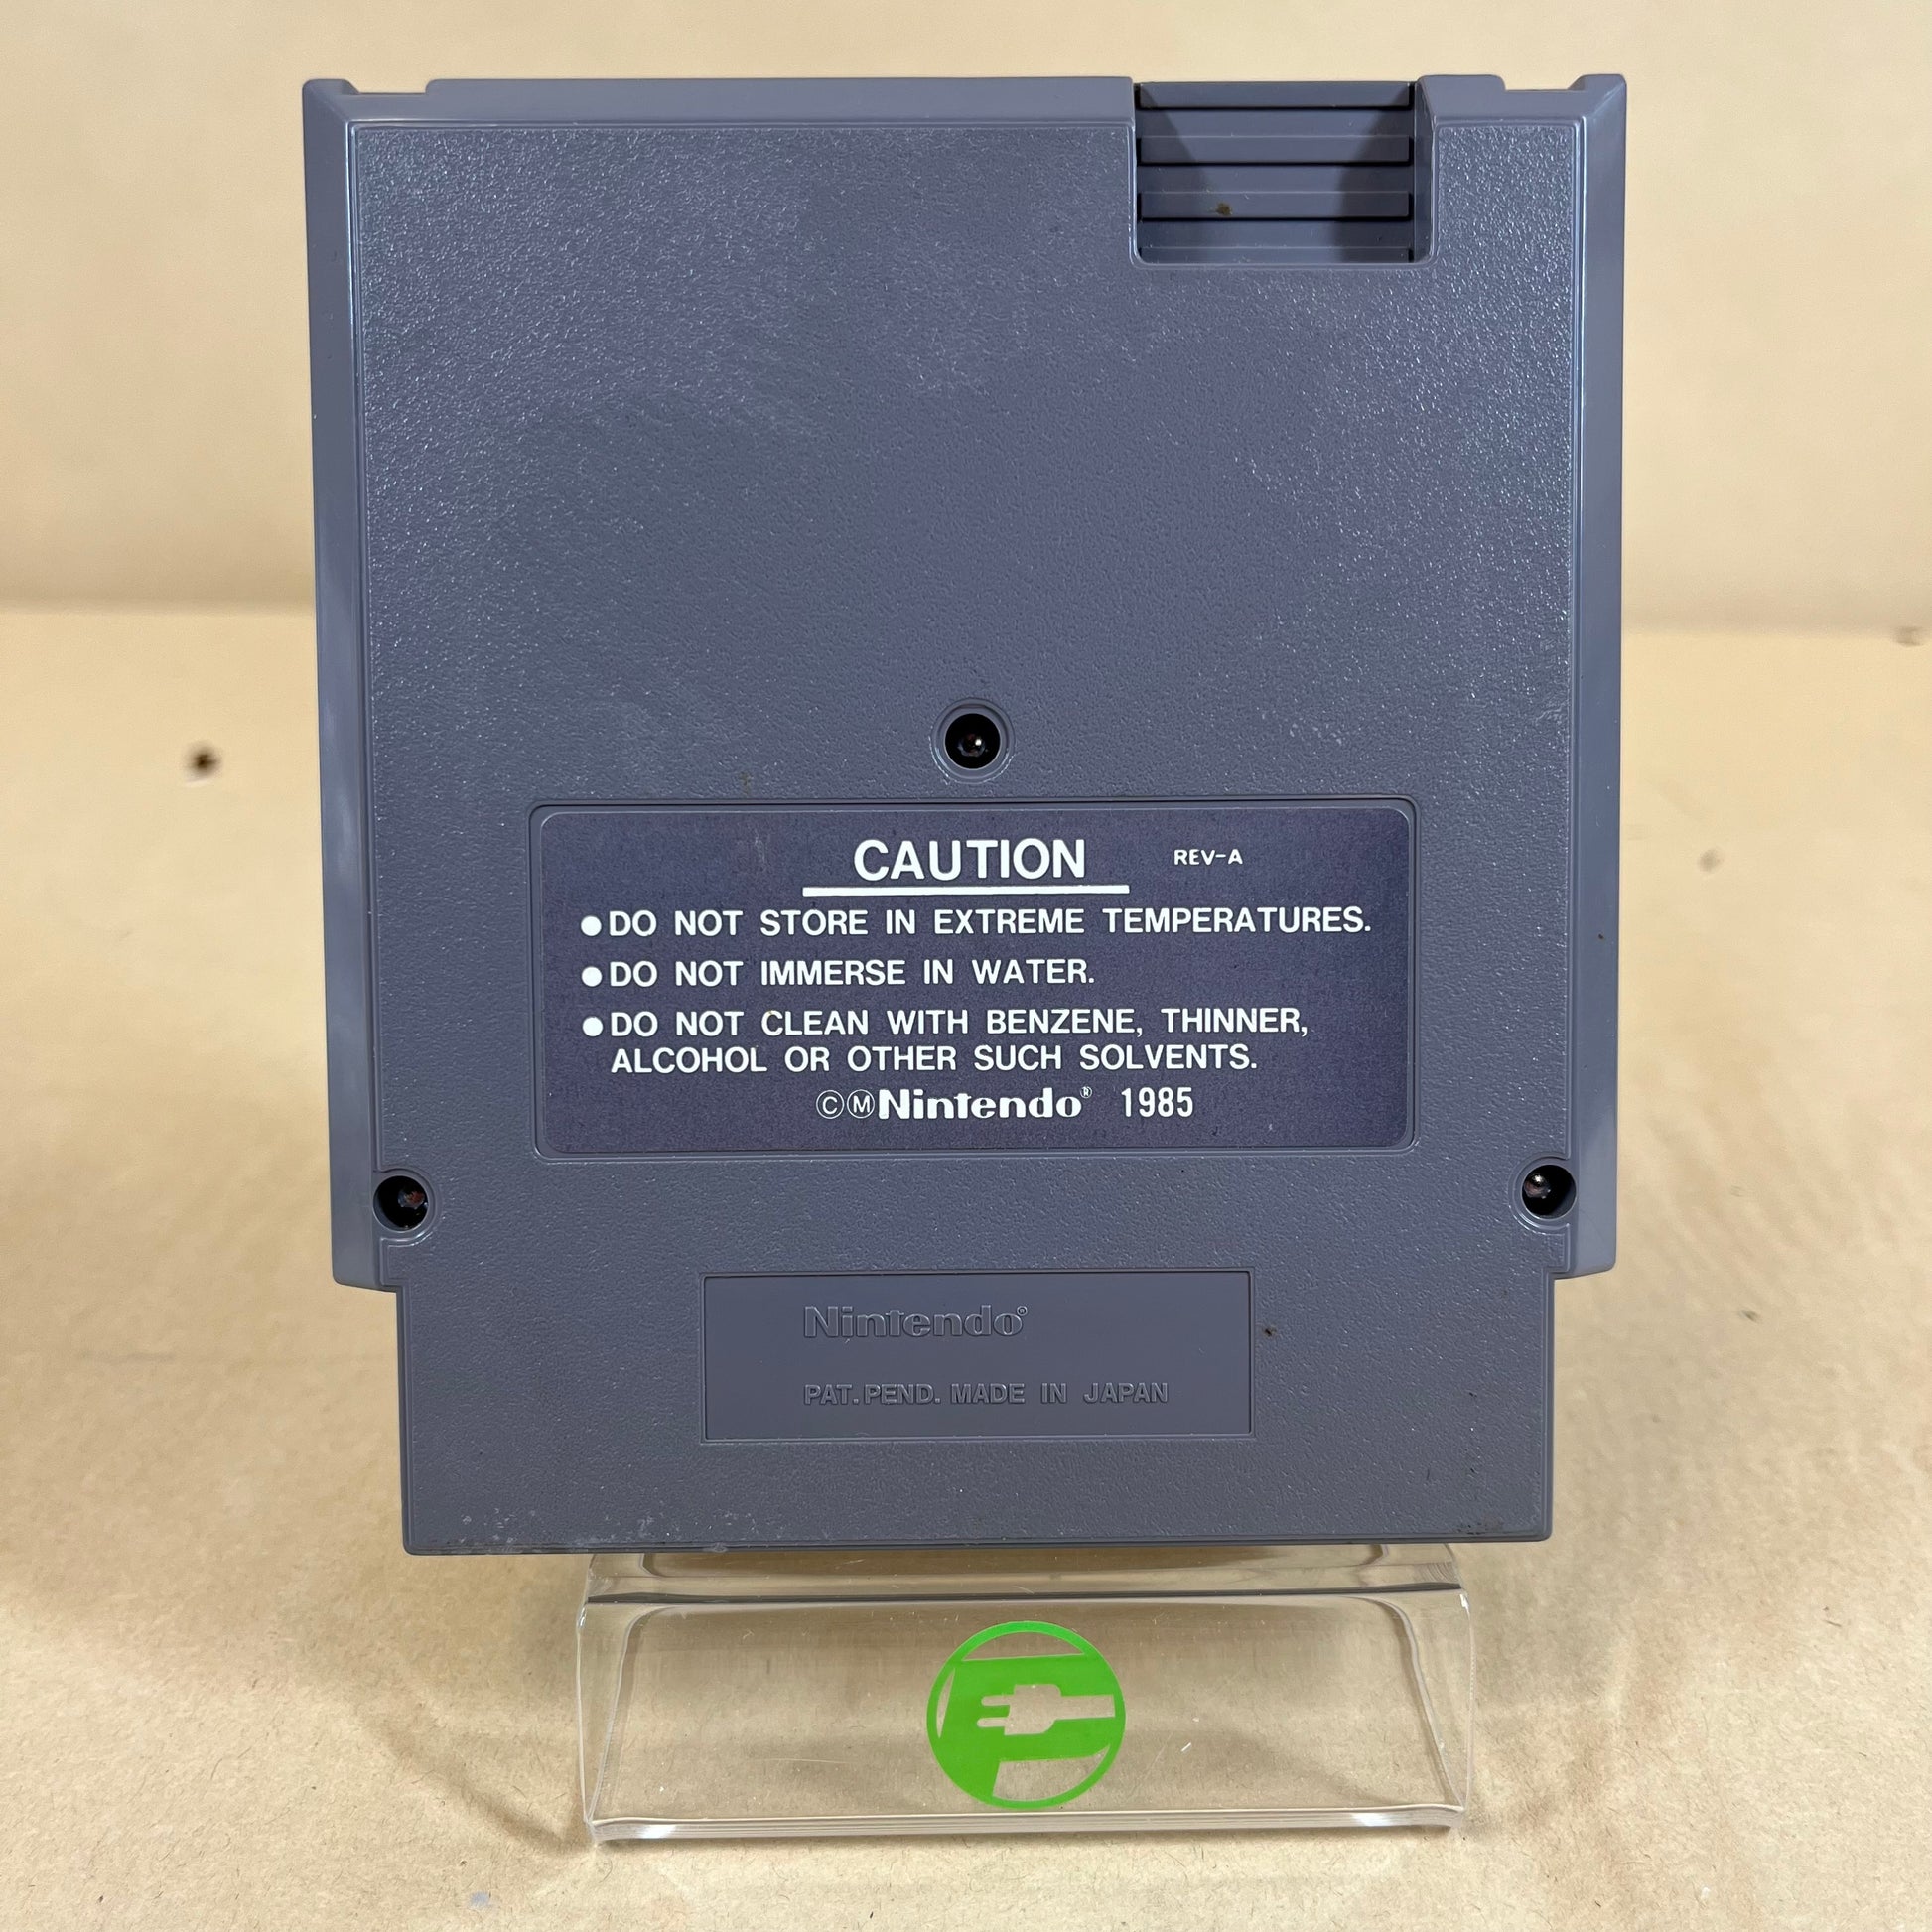 CAUTION REV-A
●DO NOT STORE IN EXTREME TEMPERATURES.
●DO NOT IMMERSE IN WATER.
●DO NOT CLEAN WITH BENZENE, THINNER,
ALCOHOL OR OTHER SUCH SOLVENTS.
©ⓂNintendo® 1985
Nintendo®
PAT. PEND. MADE IN JAPAN